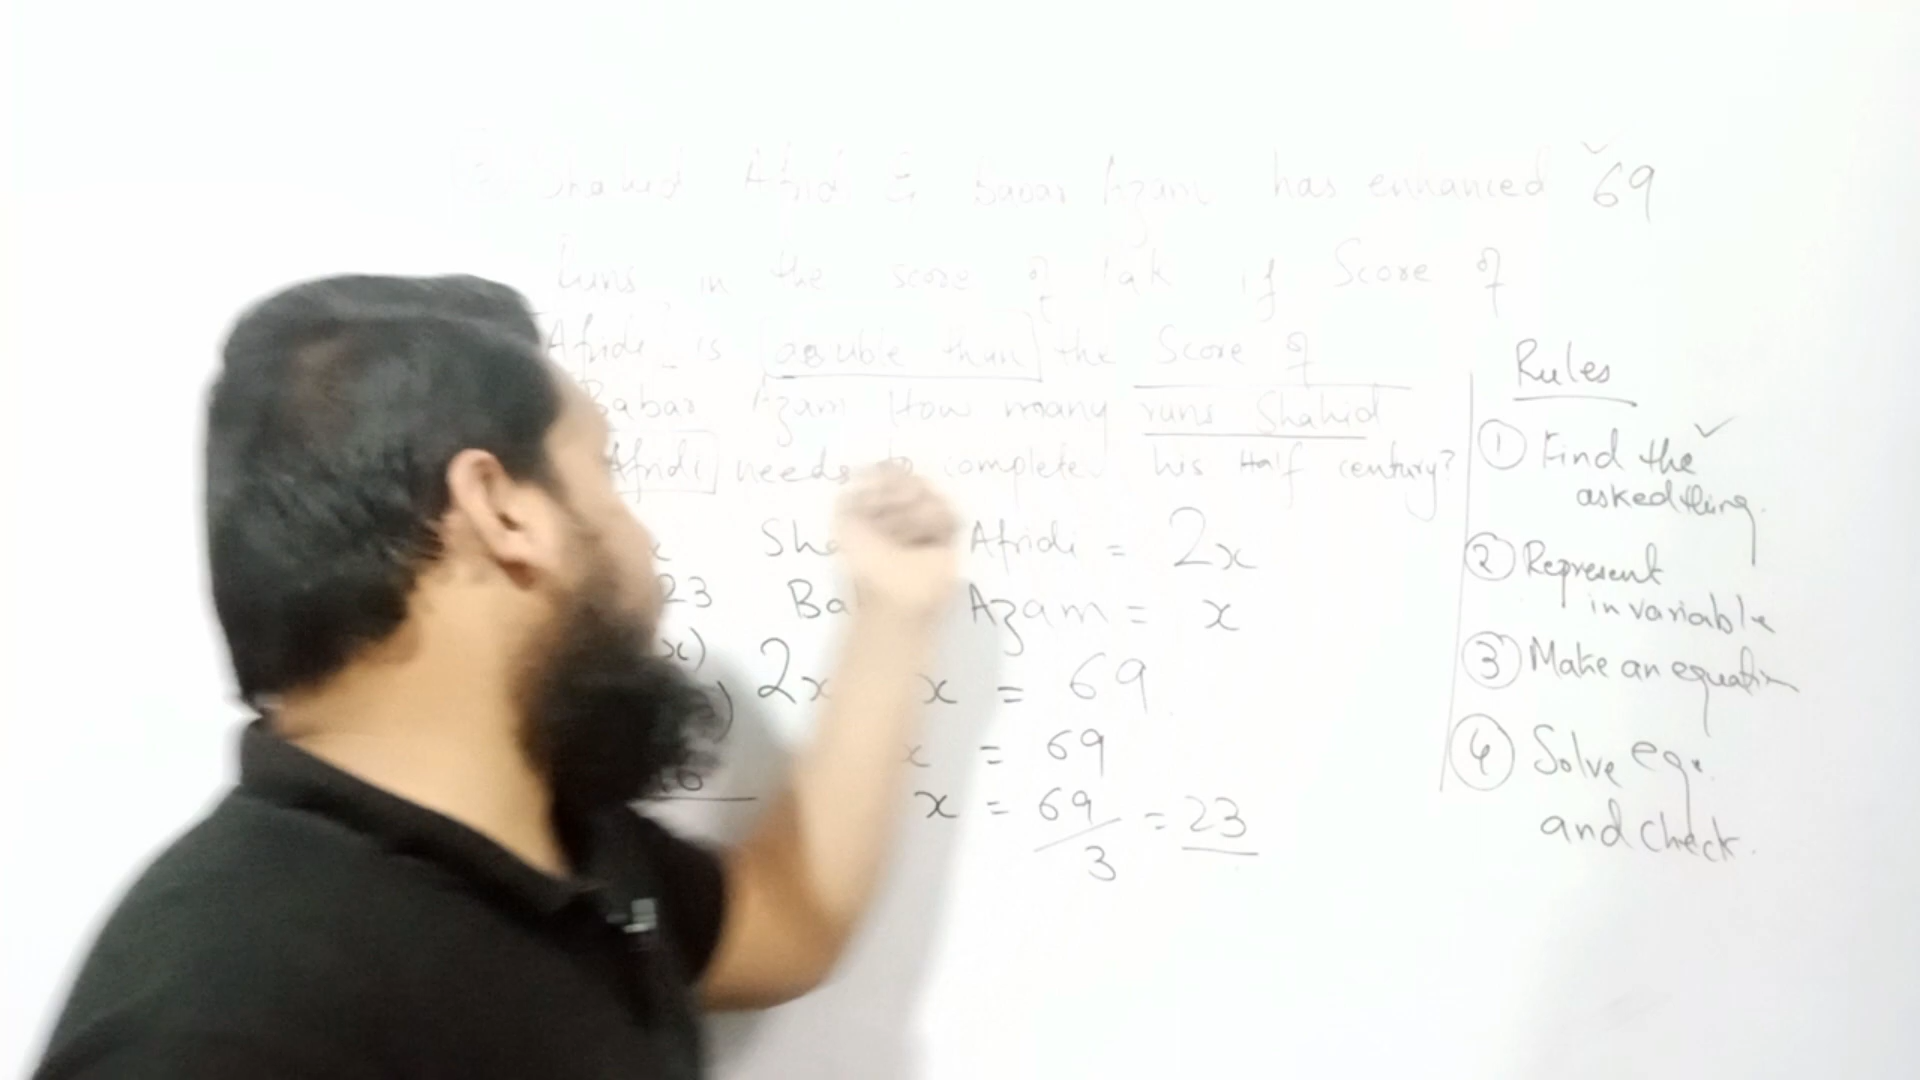 Shahid Afridi & Babar Azam has enhanced 69
runs in the score of Pak if Score of
Afridi is double than the Score of
Babar Azam How many runs Shahid
Afridi needs to complete his Half century?
Afridi = 2x
23 Azam = x
x) 2x x = 69
x = 69
x = 69/3 = 23
Rules
① Find the
asked thing.
② Represent
in variable
③ Make an equation
④ Solve eqn.
and check.